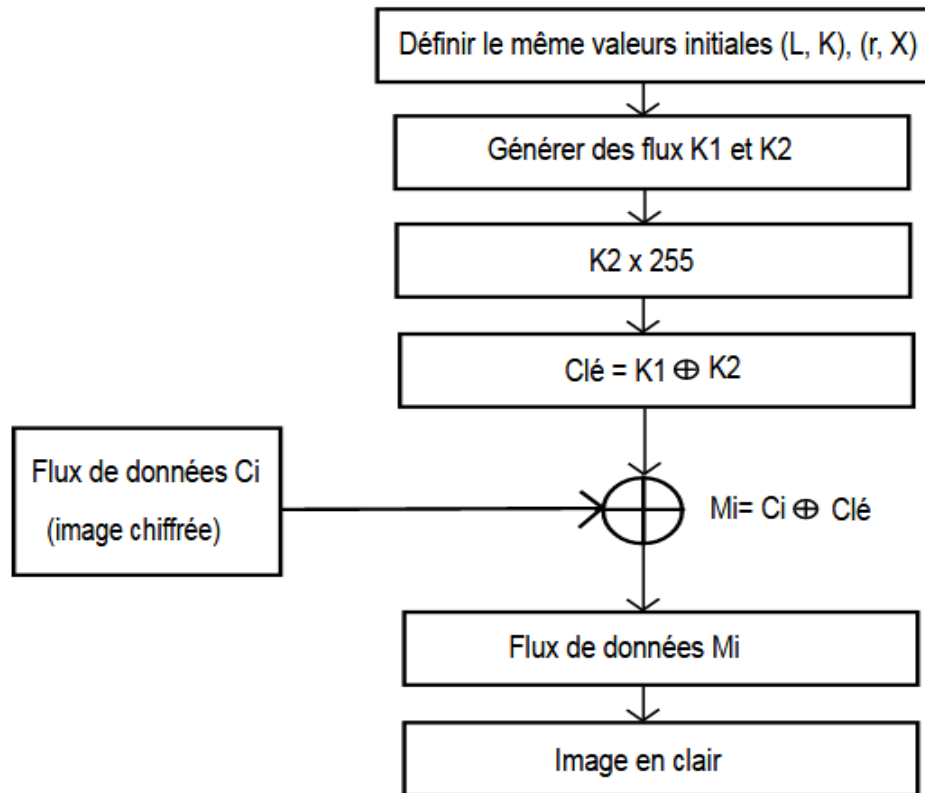 Définir le même valeurs initiales (L, K), (r, X)
Générer des flux K1 et K2
K2 x 255
Clé = K1 ⊕ K2
Flux de données Ci
(image chiffrée)
Mi= Ci ⊕ Clé
Flux de données Mi
Image en clair